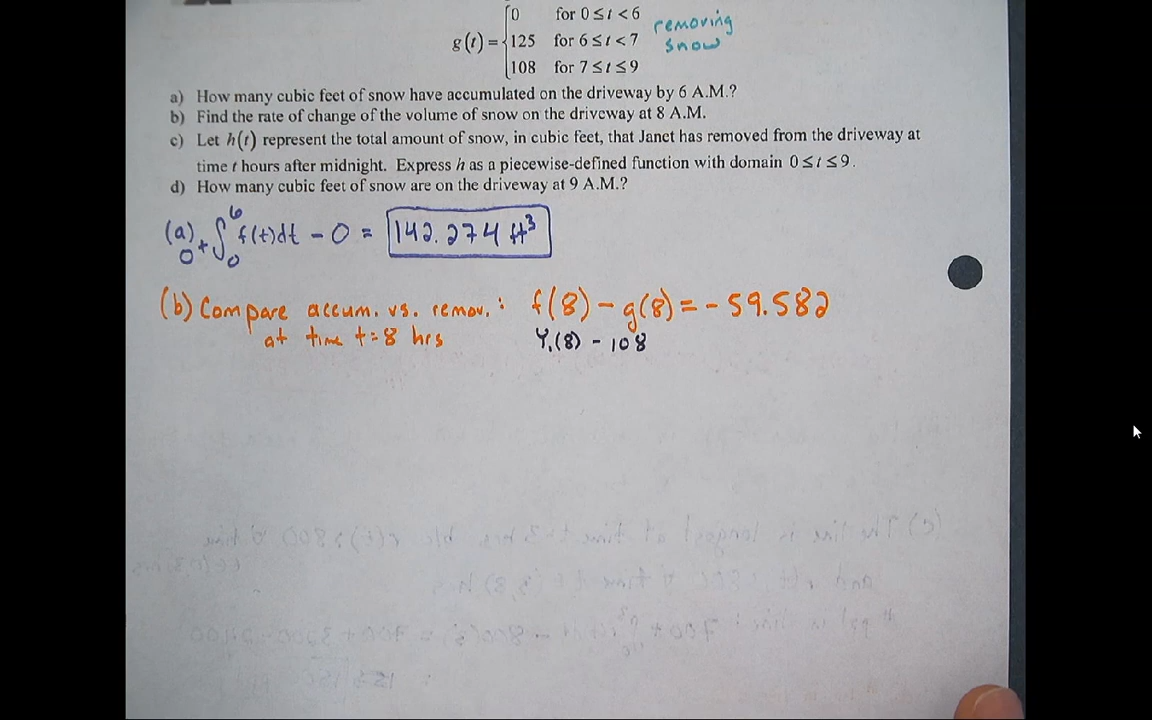 g(t) = {0 for 0 ≤ t < 6
125 for 6 ≤ t < 7
108 for 7 ≤ t ≤ 9
removing
snow
a) How many cubic feet of snow have accumulated on the driveway by 6 A.M.?
b) Find the rate of change of the volume of snow on the driveway at 8 A.M.
c) Let h(t) represent the total amount of snow, in cubic feet, that Janet has removed from the driveway at
time t hours after midnight. Express h as a piecewise-defined function with domain 0 ≤ t ≤ 9.
d) How many cubic feet of snow are on the driveway at 9 A.M.?
(a) 0 + ∫₀⁶ f(t)dt - 0 = 142.274 ft³
(b) Compare accum. vs. remov.: f(8) - g(8) = -59.582
at time t=8 hrs Y₁(8) - 108